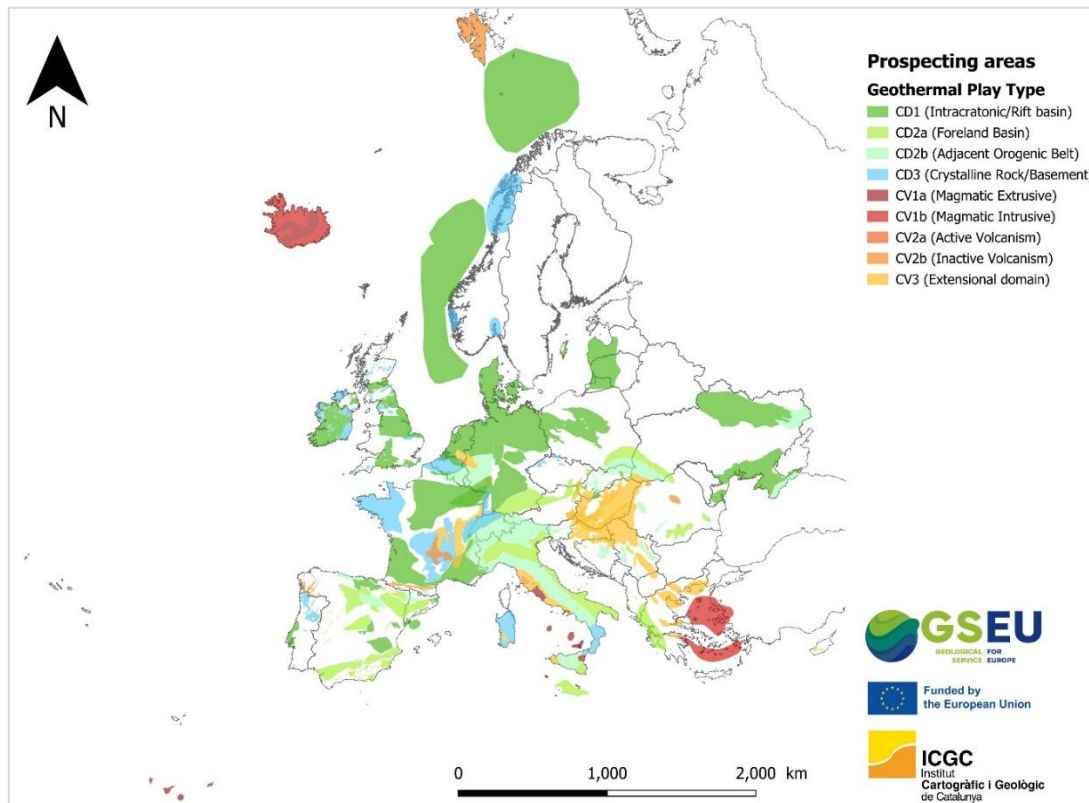 N
Prospecting areas
Geothermal Play Type
CD1 (Intracratonic/Rift basin)
CD2a (Foreland Basin)
CD2b (Adjacent Orogenic Belt)
CD3 (Crystalline Rock/Basement)
CV1a (Magmatic Extrusive)
CV1b (Magmatic Intrusive)
CV2a (Active Volcanism)
CV2b (Inactive Volcanism)
CV3 (Extensional domain)
GSEU
GEOLOGICAL FOR
SERVICE EUROPE
Funded by
the European Union
ICGC
Institut
Cartogràfic i Geològic
de Catalunya
0 1,000 2,000 km